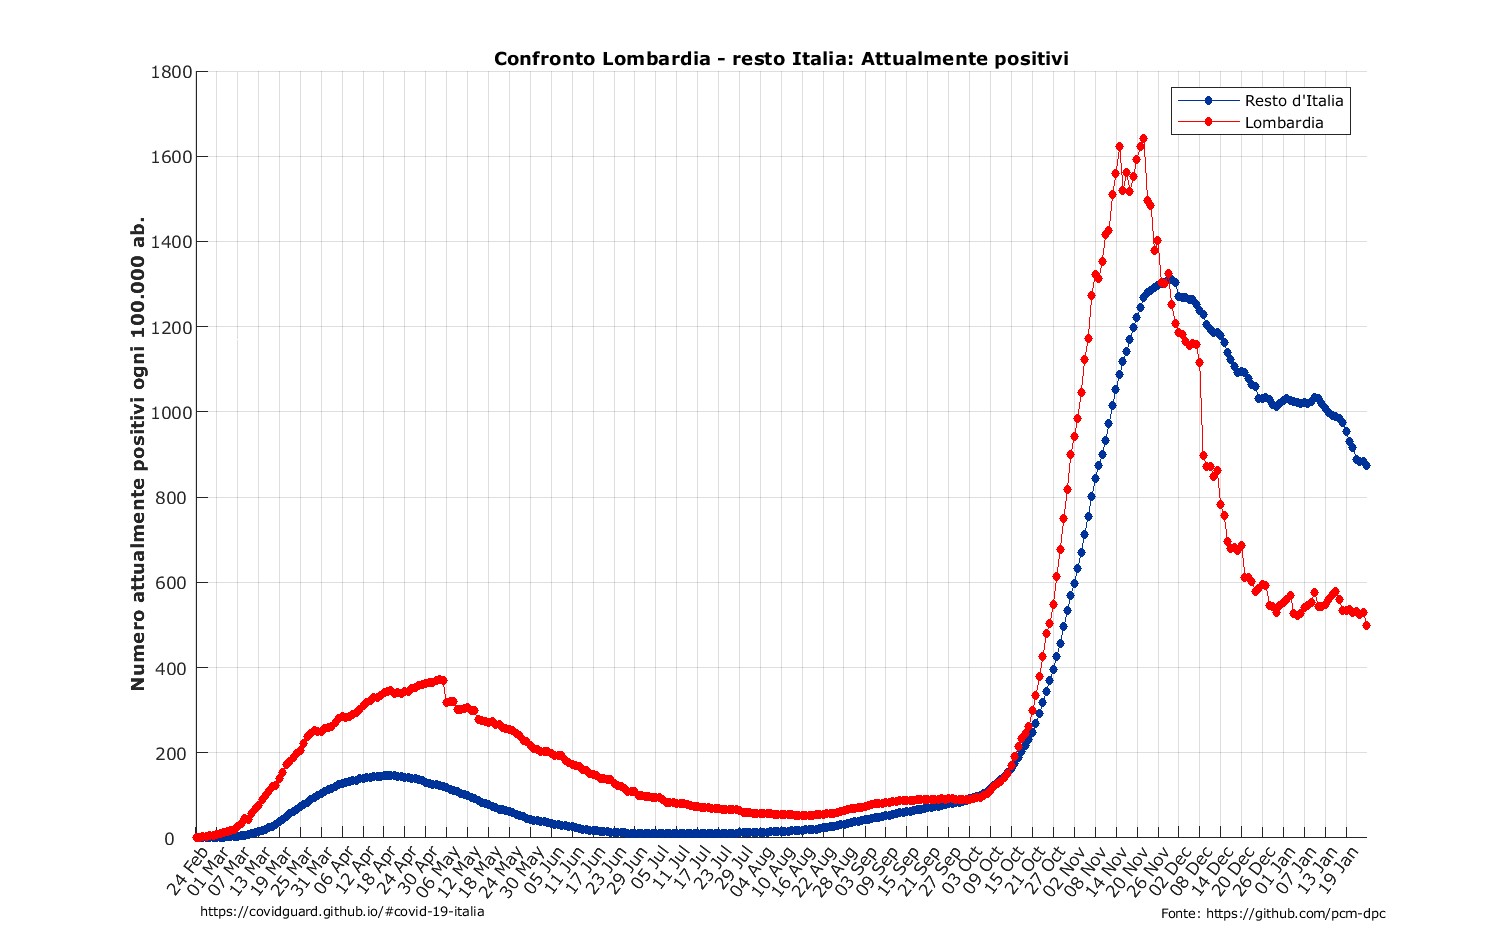 Confronto Lombardia - resto Italia: Attualmente positivi
Numero attualmente positivi ogni 100.000 ab.
1800
1600
1400
1200
1000
800
600
400
200
0
Resto d'Italia
Lombardia
24 Feb
01 Mar
07 Mar
13 Mar
19 Mar
25 Mar
31 Mar
06 Apr
12 Apr
18 Apr
24 Apr
30 Apr
06 May
12 May
18 May
24 May
30 May
05 Jun
11 Jun
17 Jun
23 Jun
29 Jun
05 Jul
11 Jul
17 Jul
23 Jul
29 Jul
04 Aug
10 Aug
16 Aug
22 Aug
28 Aug
03 Sep
09 Sep
15 Sep
21 Sep
27 Sep
03 Oct
09 Oct
15 Oct
21 Oct
27 Oct
02 Nov
08 Nov
14 Nov
20 Nov
26 Nov
02 Dec
08 Dec
14 Dec
20 Dec
26 Dec
01 Jan
07 Jan
13 Jan
19 Jan
https://covidguard.github.io/#covid-19-italia
Fonte: https://github.com/pcm-dpc